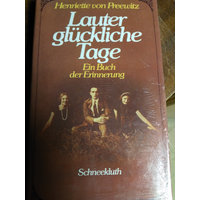 Henriette von Preewitz
Lauter
glückliche
Tage
Ein Buch
der Erinnerung
Schneekluth